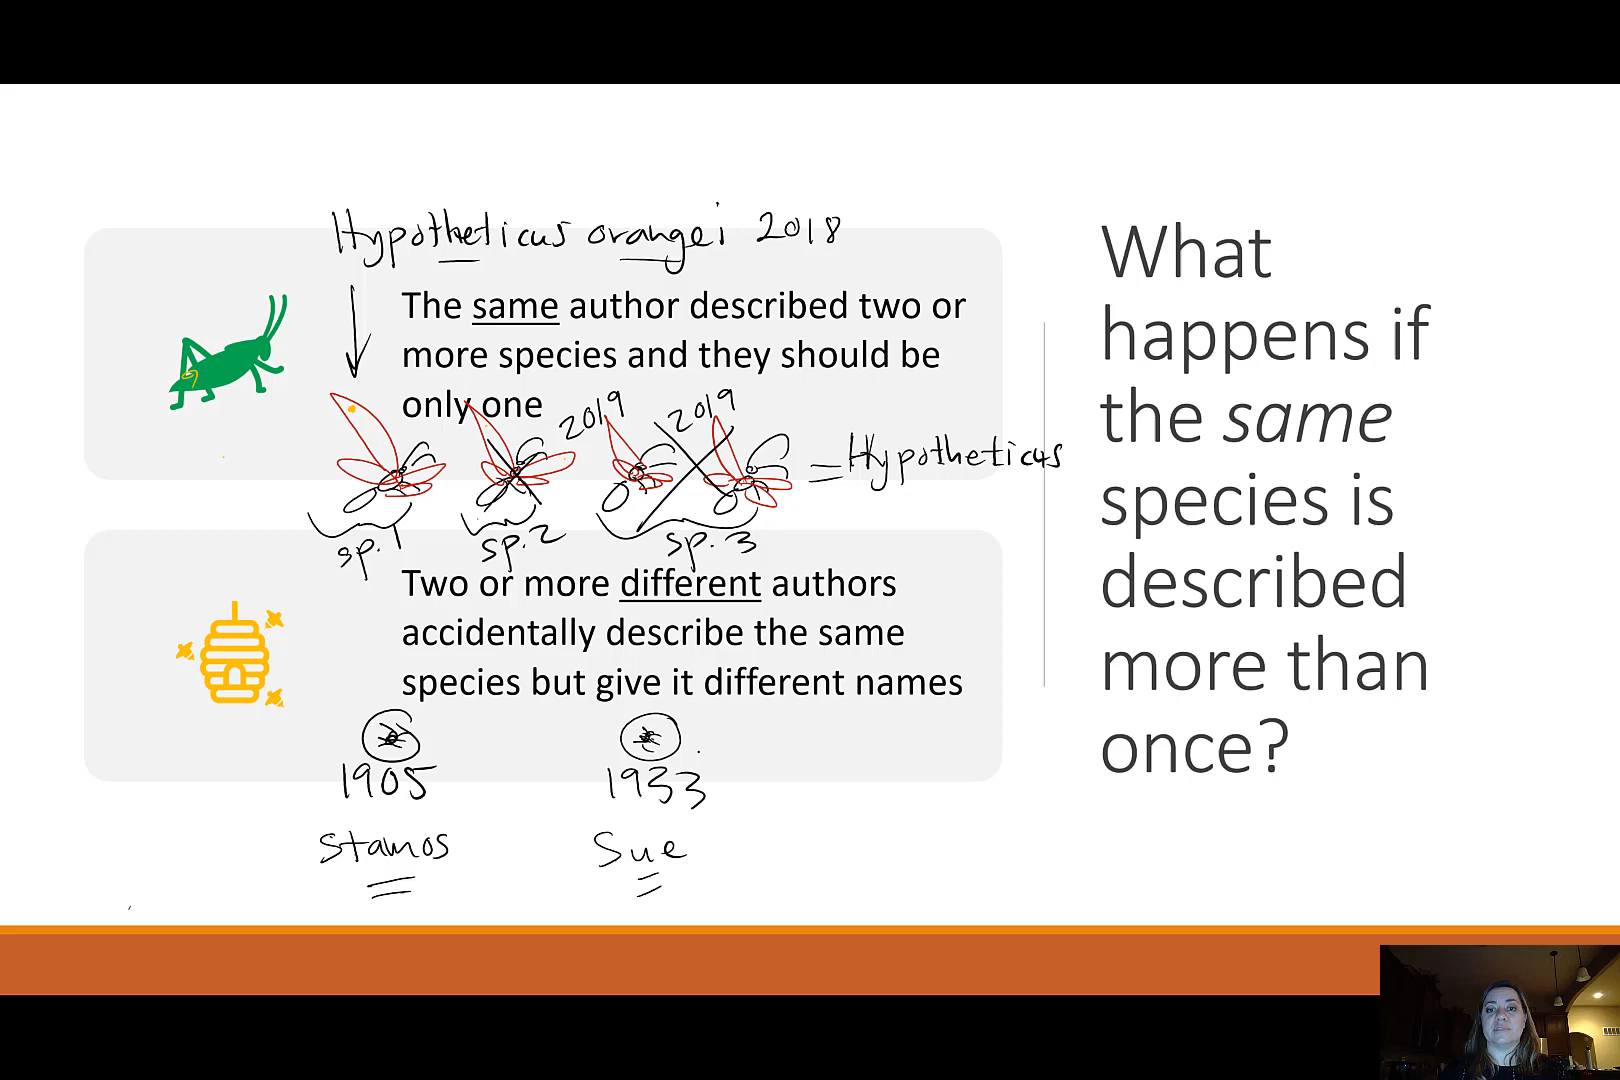 Hypotheticus orangei 2018
The same author described two or
more species and they should be
only one
2019 2019
= Hypotheticus
sp. 1 sp. 2 sp. 3
Two or more different authors
accidentally describe the same
species but give it different names
1905 1933
Stamos Sue
What
happens if
the same
species is
described
more than
once?